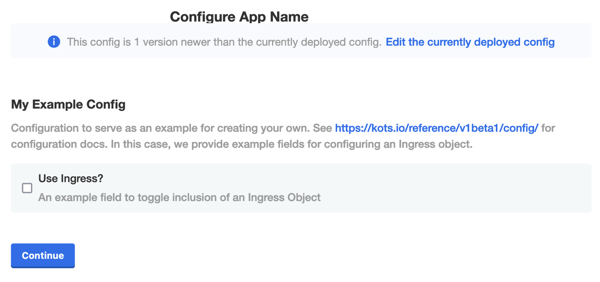 Configure App Name
This config is 1 version newer than the currently deployed config. Edit the currently deployed config
My Example Config
Configuration to serve as an example for creating your own. See https://kots.io/reference/v1beta1/config/ for
configuration docs. In this case, we provide example fields for configuring an Ingress object.
Use Ingress?
An example field to toggle inclusion of an Ingress Object
Continue